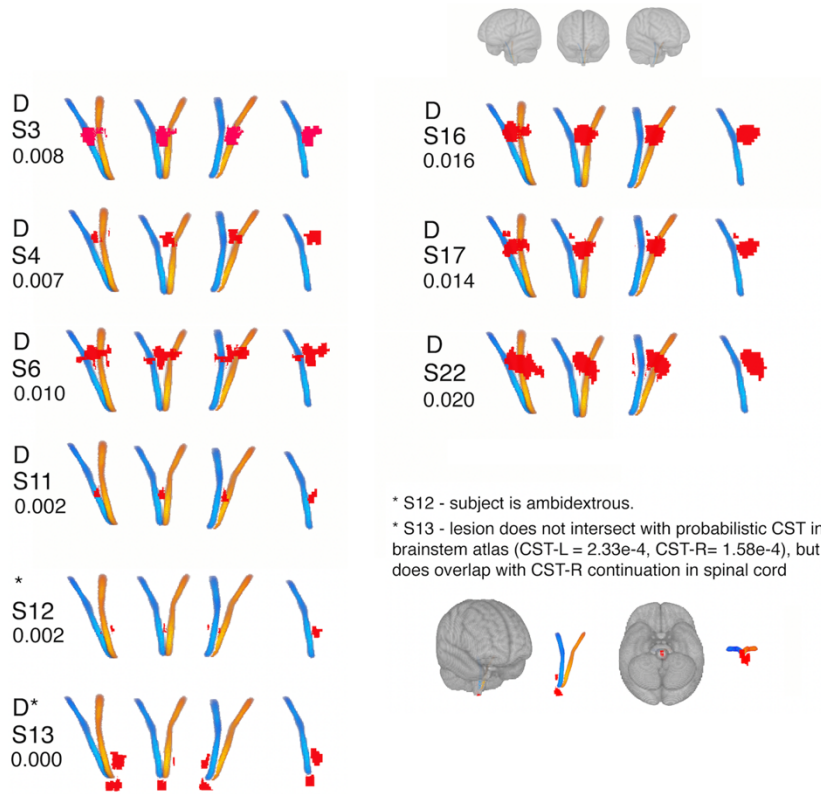 D
S3
0.008
D
S4
0.007
D
S6
0.010
D
S11
0.002
*
S12
0.002
D*
S13
0.000
D
S16
0.016
D
S17
0.014
D
S22
0.020
* S12 - subject is ambidextrous.
* S13 - lesion does not intersect with probabilistic CST in
brainstem atlas (CST-L = 2.33e-4, CST-R= 1.58e-4), but
does overlap with CST-R continuation in spinal cord